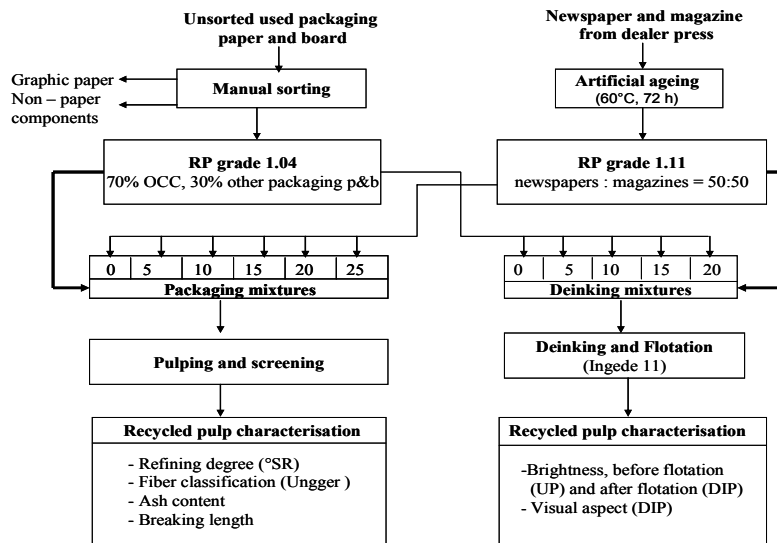 Unsorted used packaging
paper and board
Graphic paper
Non – paper
components
Manual sorting
RP grade 1.04
70% OCC, 30% other packaging p&b
0 5 10 15 20 25
Packaging mixtures
Pulping and screening
Recycled pulp characterisation
- Refining degree (°SR)
- Fiber classification (Ungger )
- Ash content
- Breaking length
Newspaper and magazine
from dealer press
Artificial ageing
(60°C, 72 h)
RP grade 1.11
newspapers : magazines = 50:50
0 5 10 15 20
Deinking mixtures
Deinking and Flotation
(Ingede 11)
Recycled pulp characterisation
-Brightness, before flotation
(UP) and after flotation (DIP)
- Visual aspect (DIP)